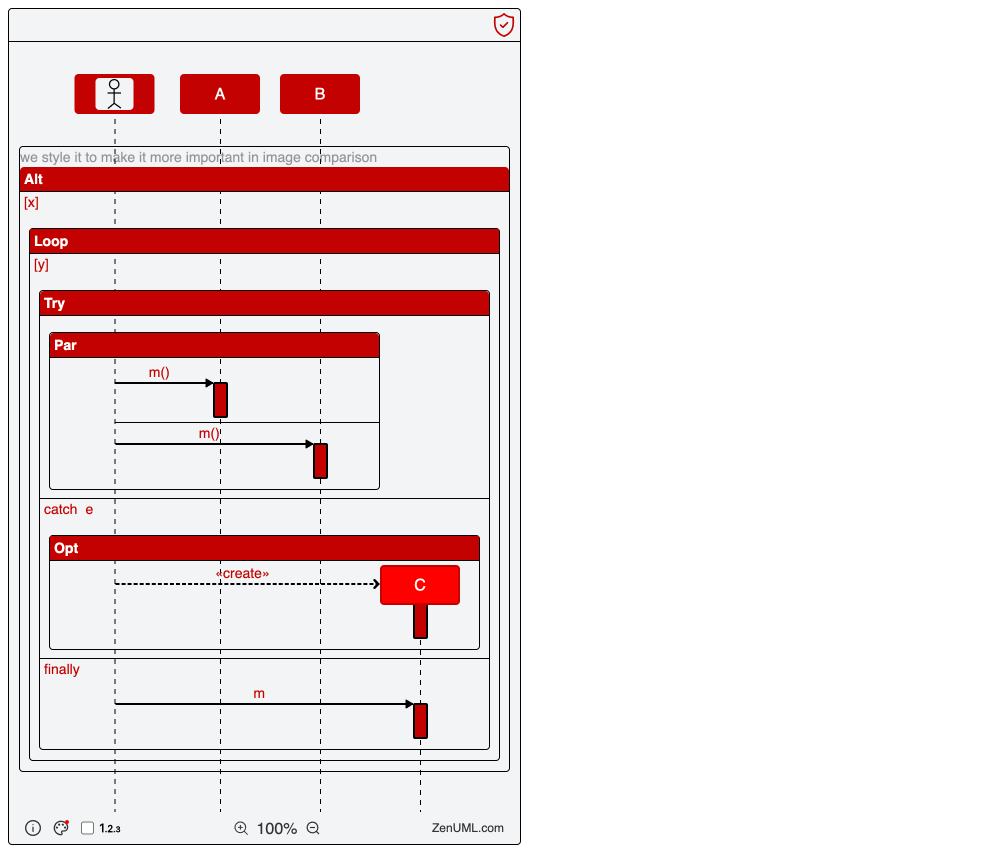 A B
we style it to make it more important in image comparison
Alt
[x]
Loop
[y]
Try
Par
m()
m()
catch e
Opt
«create»
C
finally
m
1.2.3 100% ZenUML.com